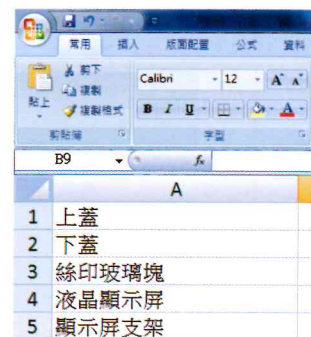 常用 插入 版面配置 公式 資料
貼上
剪下
複製
複製格式
剪貼簿
Calibri 12 A A
B I U A
字型
B9 fx
A
1 上蓋
2 下蓋
3 絲印玻璃塊
4 液晶顯示屏
5 顯示屏支架